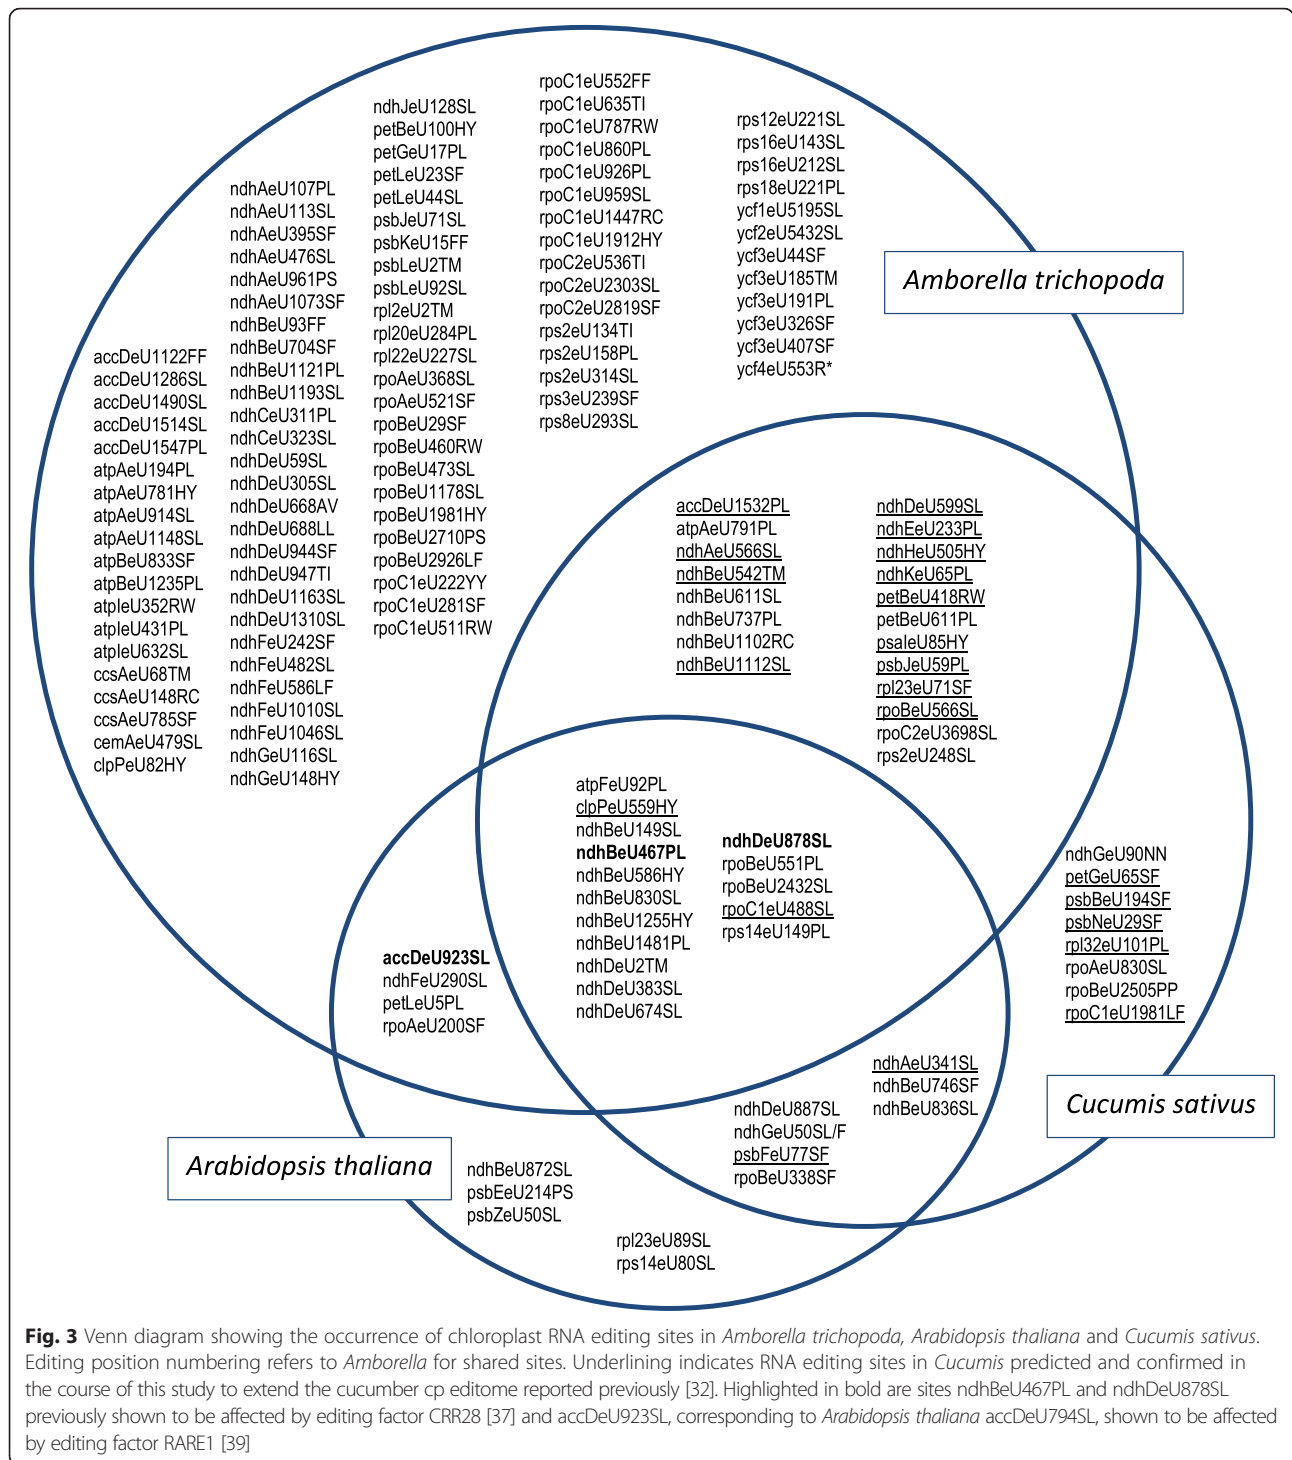 accDeU1122FF
accDeU1286SL
accDeU1490SL
accDeU1514SL
accDeU1547PL
atpAeU194PL
atpAeU781HY
atpAeU914SL
atpAeU1148SL
atpBeU833SF
atpBeU1235PL
atpIeU352RW
atpIeU431PL
atpIeU632SL
ccsAeU68TM
ccsAeU148RC
ccsAeU785SF
cemAeU479SL
clpPeU82HY
ndhAeU107PL
ndhAeU113SL
ndhAeU395SF
ndhAeU476SL
ndhAeU961PS
ndhAeU1073SF
ndhBeU93FF
ndhBeU704SF
ndhBeU1121PL
ndhBeU1193SL
ndhCeU311PL
ndhCeU323SL
ndhDeU59SL
ndhDeU305SL
ndhDeU668AV
ndhDeU688LL
ndhDeU944SF
ndhDeU947TI
ndhDeU1163SL
ndhDeU1310SL
ndhFeU242SF
ndhFeU482SL
ndhFeU586LF
ndhFeU1010SL
ndhFeU1046SL
ndhGeU116SL
ndhGeU148HY
ndhJeU128SL
petBeU100HY
petGeU17PL
petLeU23SF
petLeU44SL
psbJeU71SL
psbKeU15FF
psbLeU2TM
psbLeU92SL
rpl2eU2TM
rpl20eU284PL
rpl22eU227SL
rpoAeU368SL
rpoAeU521SF
rpoBeU29SF
rpoBeU460RW
rpoBeU473SL
rpoBeU1178SL
rpoBeU1981HY
rpoBeU2710PS
rpoBeU2926LF
rpoC1eU222YY
rpoC1eU281SF
rpoC1eU511RW
rpoC1eU552FF
rpoC1eU635TI
rpoC1eU787RW
rpoC1eU860PL
rpoC1eU926PL
rpoC1eU959SL
rpoC1eU1447RC
rpoC1eU1912HY
rpoC2eU536TI
rpoC2eU2303SL
rpoC2eU2819SF
rps2eU134TI
rps2eU158PL
rps2eU314SL
rps3eU239SF
rps8eU293SL
rps12eU221SL
rps16eU143SL
rps16eU212SL
rps18eU221PL
ycf1eU5195SL
ycf2eU5432SL
ycf3eU44SF
ycf3eU185TM
ycf3eU191PL
ycf3eU326SF
ycf3eU407SF
ycf4eU553R*
Amborella trichopoda
accDeU1532PL
atpAeU791PL
ndhAeU566SL
ndhBeU542TM
ndhBeU611SL
ndhBeU737PL
ndhBeU1102RC
ndhBeU1112SL
ndhDeU599SL
ndhEeU233PL
ndhHeU505HY
ndhKeU65PL
petBeU418RW
petBeU611PL
psaIeU85HY
psbJeU59PL
rpl23eU71SF
rpoBeU566SL
rpoC2eU3698SL
rps2eU248SL
atpFeU92PL
clpPeU559HY
ndhBeU149SL
ndhBeU467PL
ndhBeU586HY
ndhBeU830SL
ndhBeU1255HY
ndhBeU1481PL
ndhDeU2TM
ndhDeU383SL
ndhDeU674SL
ndhDeU878SL
rpoBeU551PL
rpoBeU2432SL
rpoC1eU488SL
rps14eU149PL
ndhGeU90NN
petGeU65SF
psbBeU194SF
psbNeU29SF
rpl32eU101PL
rpoAeU830SL
rpoBeU2505PP
rpoC1eU1981LF
accDeU923SL
ndhFeU290SL
petLeU5PL
rpoAeU200SF
ndhAeU341SL
ndhBeU746SF
ndhBeU836SL
ndhDeU887SL
ndhGeU50SL/F
psbFeU77SF
rpoBeU338SF
Cucumis sativus
Arabidopsis thaliana
ndhBeU872SL
psbEeU214PS
psbZeU50SL
rpl23eU89SL
rps14eU80SL
Fig. 3 Venn diagram showing the occurrence of chloroplast RNA editing sites in Amborella trichopoda, Arabidopsis thaliana and Cucumis sativus.
Editing position numbering refers to Amborella for shared sites. Underlining indicates RNA editing sites in Cucumis predicted and confirmed in
the course of this study to extend the cucumber cp editome reported previously [32]. Highlighted in bold are sites ndhBeU467PL and ndhDeU878SL
previously shown to be affected by editing factor CRR28 [37] and accDeU923SL, corresponding to Arabidopsis thaliana accDeU794SL, shown to be affected
by editing factor RARE1 [39]